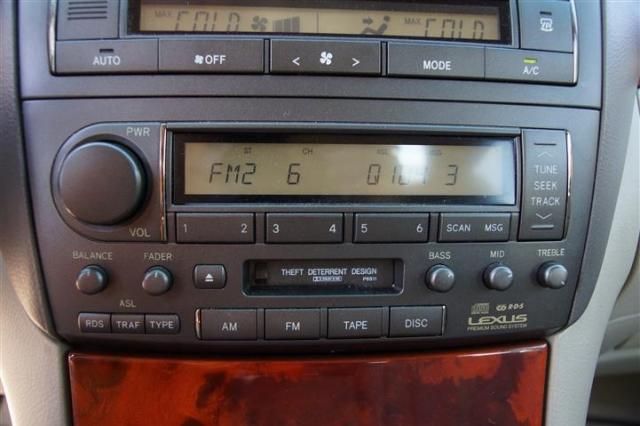 MAX COLD MAX COLD
AUTO OFF < > MODE A/C
PWR
ST CH
FM2 6 Q104 3
VOL
1 2 3 4 5 6 SCAN MSG
TUNE
SEEK
TRACK
BALANCE FADER BASS MID TREBLE
THEFT DETERRENT DESIGN
ASL
RDS TRAF TYPE
AM FM TAPE DISC
R·D·S
LEXUS
PREMIUM SOUND SYSTEM